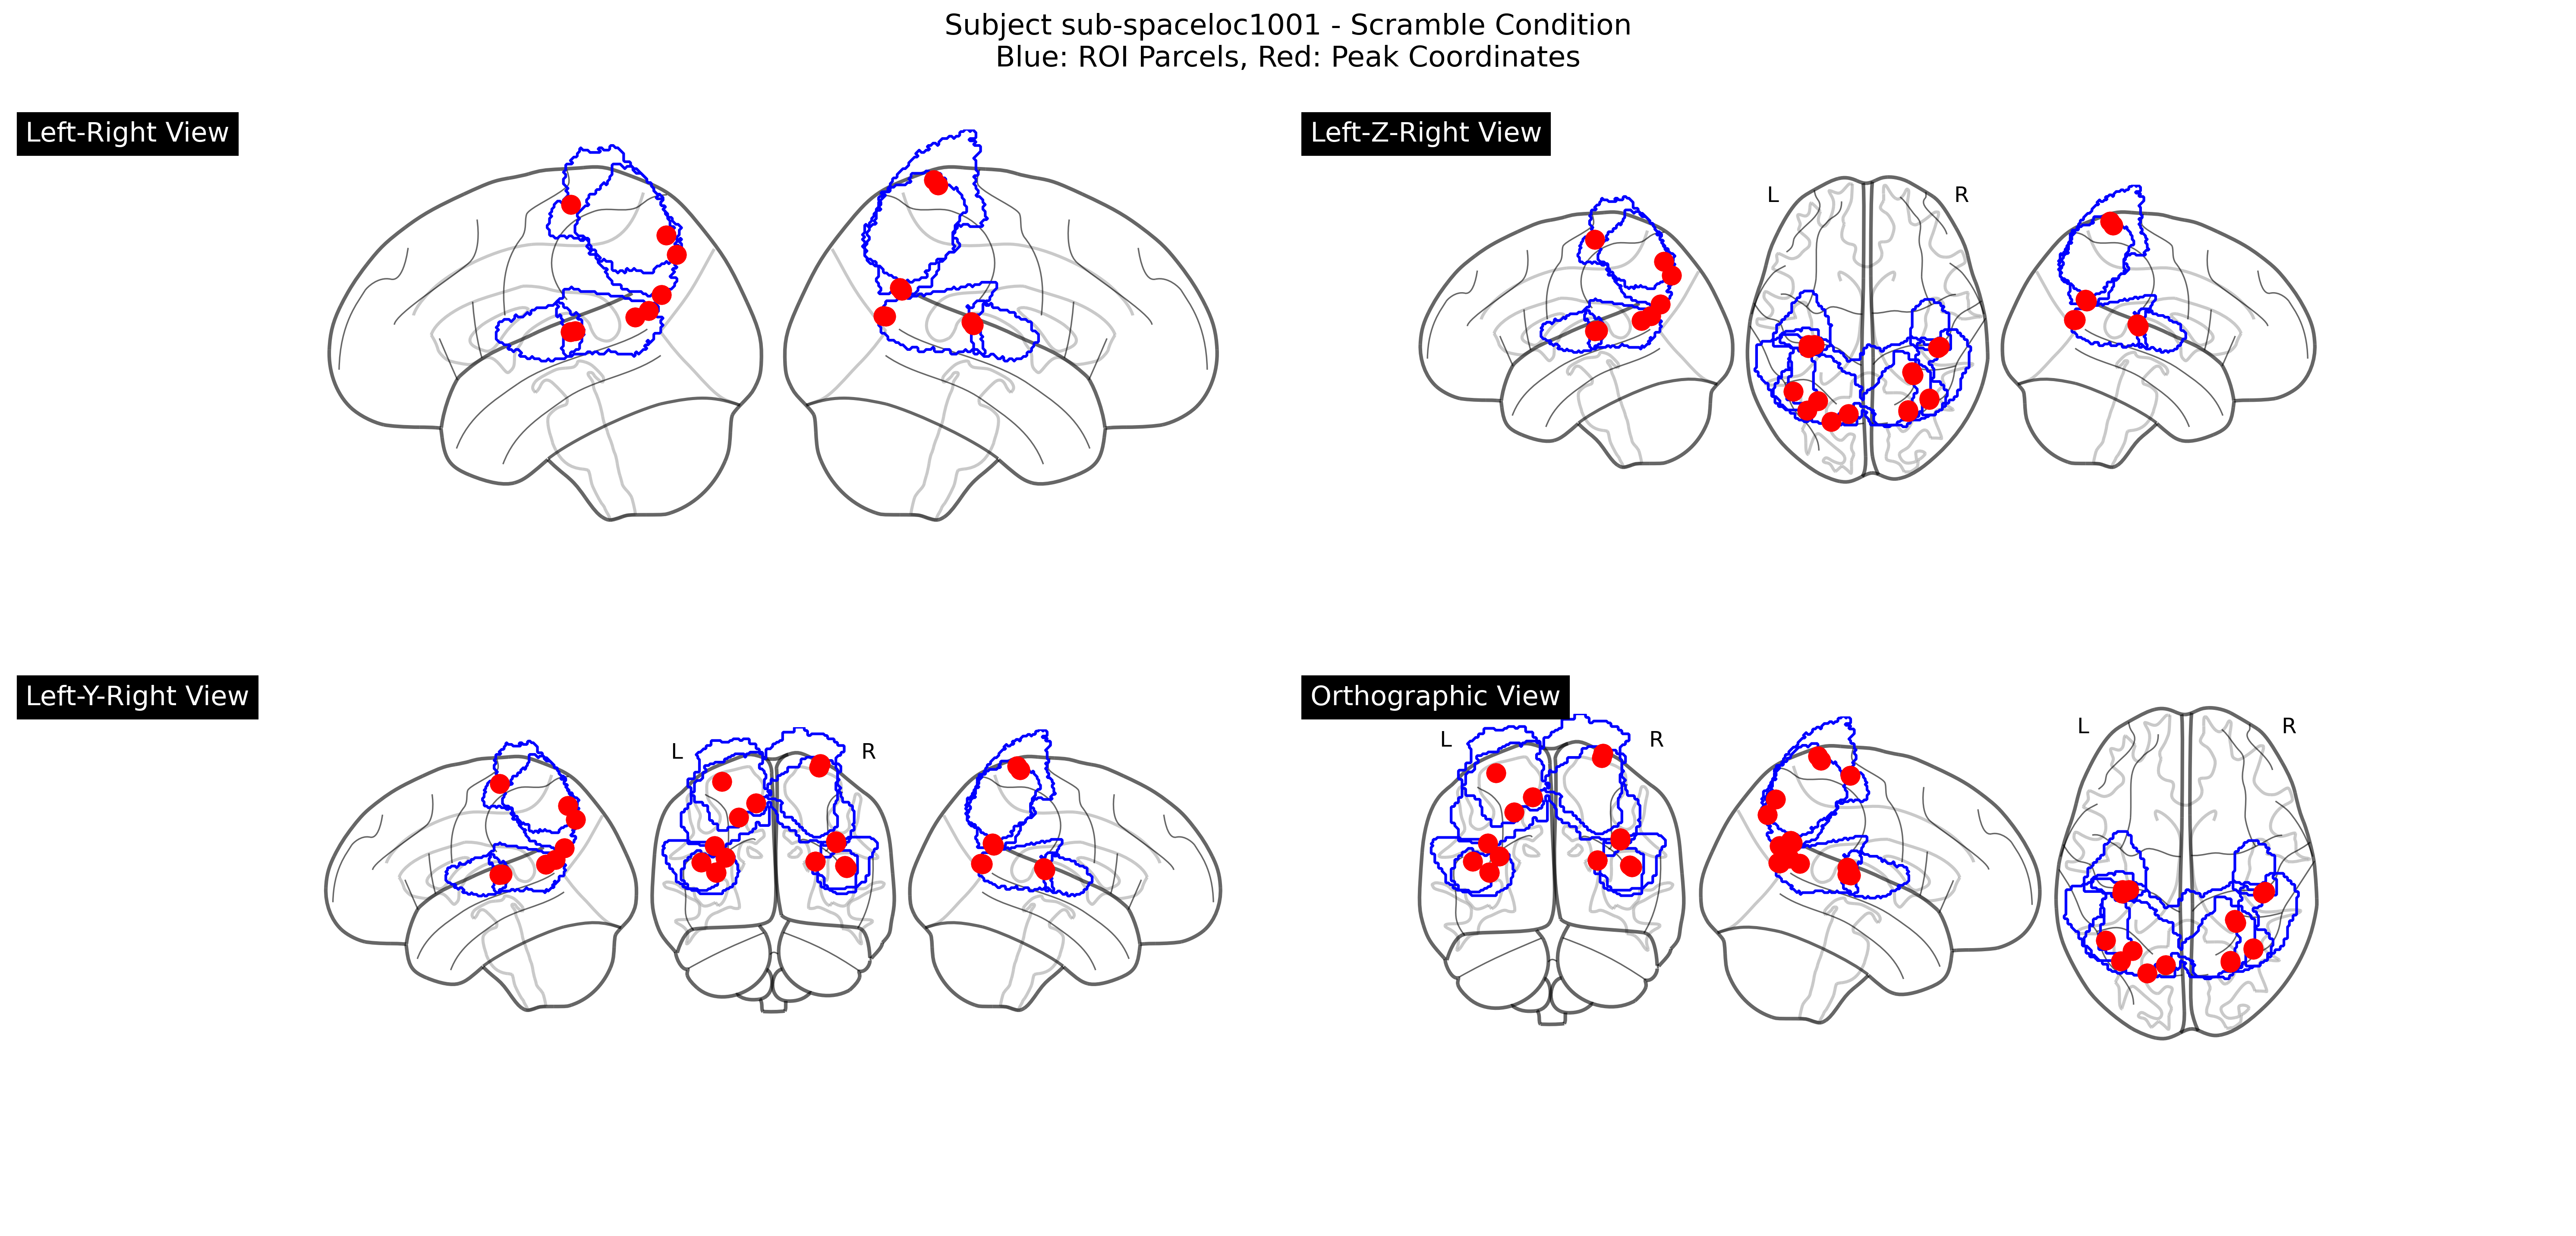 Subject sub-spaceloc1001 - Scramble Condition
Blue: ROI Parcels, Red: Peak Coordinates
Left-Right View
Left-Z-Right View
L
R
Left-Y-Right View
L
R
Orthographic View
L
R
L
R